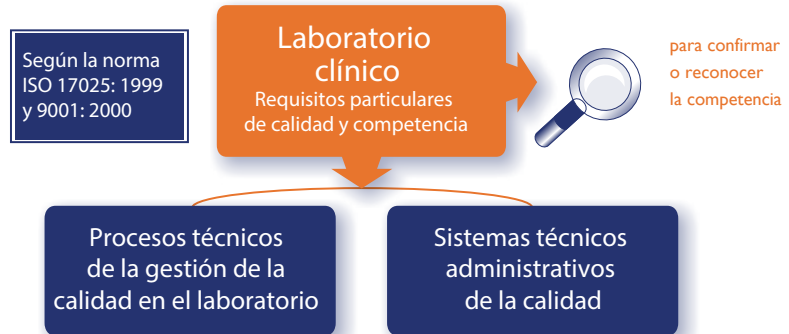 Según la norma
ISO 17025: 1999
y 9001: 2000
Laboratorio
clínico
Requisitos particulares
de calidad y competencia
para confirmar
o reconocer
la competencia
Procesos técnicos
de la gestión de la
calidad en el laboratorio
Sistemas técnicos
administrativos
de la calidad